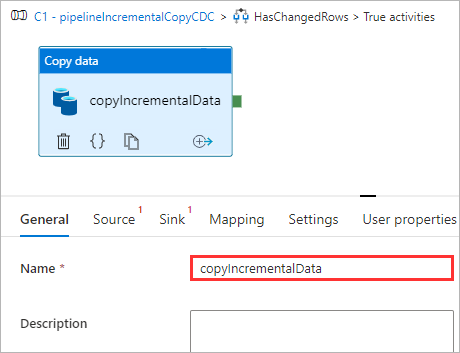 C1 - pipelineIncrementalCopyCDC > HasChangedRows > True activities
Copy data
copyIncrementalData
{}
General Source 1 Sink 1 Mapping Settings User properties
Name * copyIncrementalData
Description